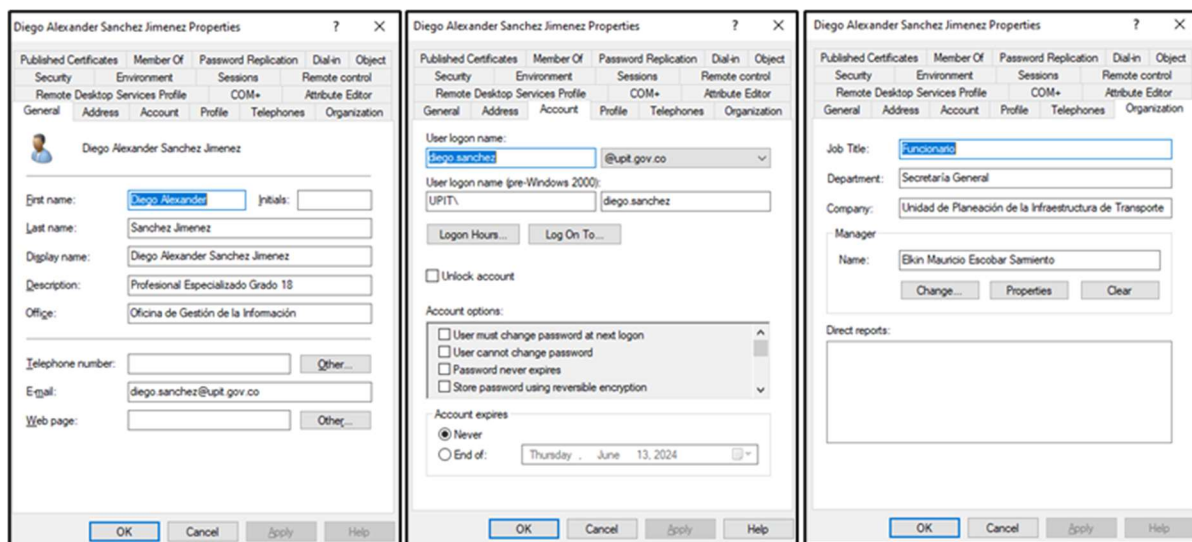 Diego Alexander Sanchez Jimenez Properties ? ×
Published Certificates Member Of Password Replication Dial-in Object
Security Environment Sessions Remote control
Remote Desktop Services Profile COM+ Attribute Editor
General Address Account Profile Telephones Organization
Diego Alexander Sanchez Jimenez
First name: Diego Alexander Initials:
Last name: Sanchez Jimenez
Display name: Diego Alexander Sanchez Jimenez
Description: Profesional Especializado Grado 18
Office: Oficina de Gestión de la Información
Telephone number: Other...
E-mail: diego.sanchez@upit.gov.co
Web page: Other...
OK Cancel Apply Help
Diego Alexander Sanchez Jimenez Properties ? ×
Published Certificates Member Of Password Replication Dial-in Object
Security Environment Sessions Remote control
Remote Desktop Services Profile COM+ Attribute Editor
General Address Account Profile Telephones Organization
User logon name:
diego.sanchez @upit.gov.co
User logon name (pre-Windows 2000):
UPIT\ diego.sanchez
Logon Hours... Log On To...
Unlock account
Account options:
User must change password at next logon
User cannot change password
Password never expires
Store password using reversible encryption
Account expires
Never
End of: Thursday , June 13, 2024
OK Cancel Apply Help
Diego Alexander Sanchez Jimenez Properties ? ×
Published Certificates Member Of Password Replication Dial-in Object
Security Environment Sessions Remote control
Remote Desktop Services Profile COM+ Attribute Editor
General Address Account Profile Telephones Organization
Job Title: Funcionario
Department: Secretaría General
Company: Unidad de Planeación de la Infraestructura de Transporte
Manager
Name: Elkin Mauricio Escobar Sarmiento
Change... Properties Clear
Direct reports:
OK Cancel Apply Help